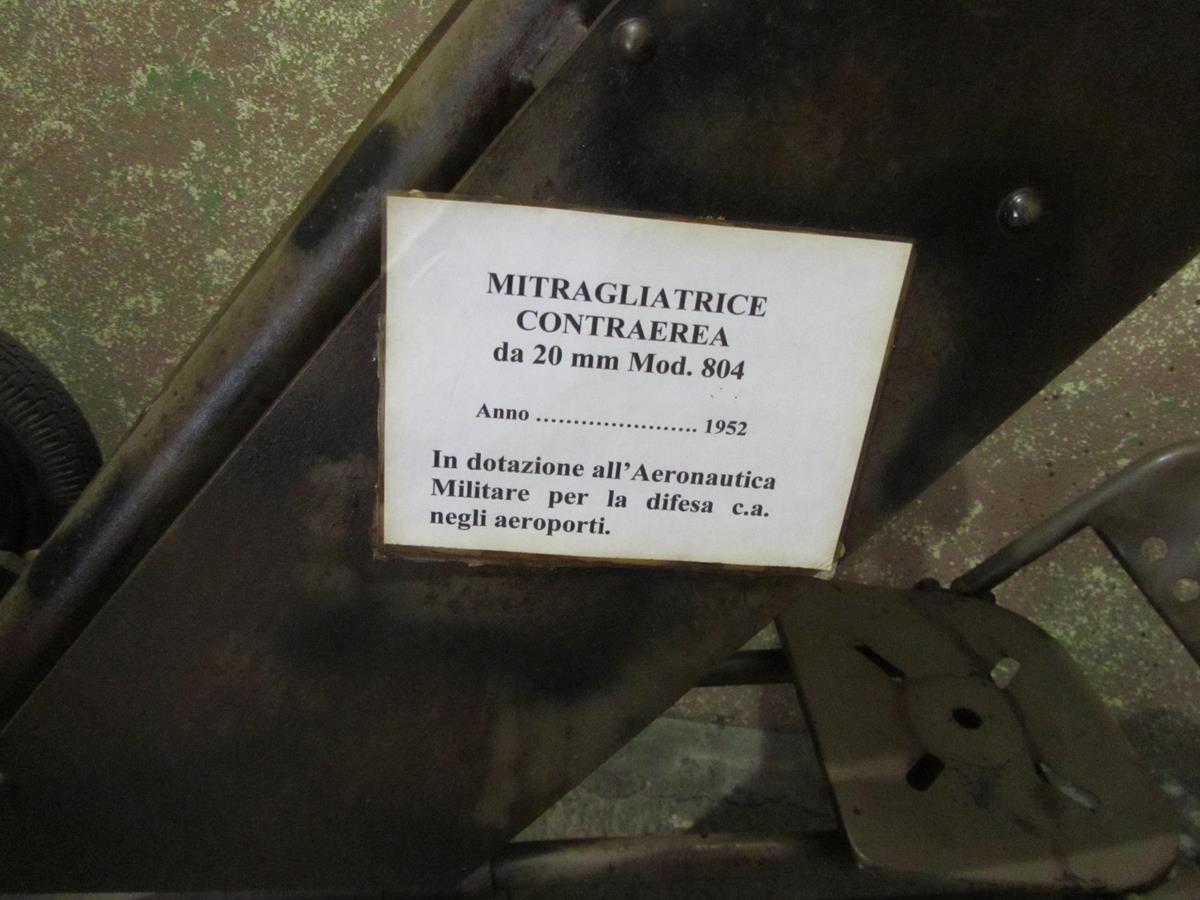 MITRAGLIATRICE
CONTRAEREA
da 20 mm Mod. 804
Anno ...................... 1952
In dotazione all'Aeronautica
Militare per la difesa c.a.
negli aeroporti.